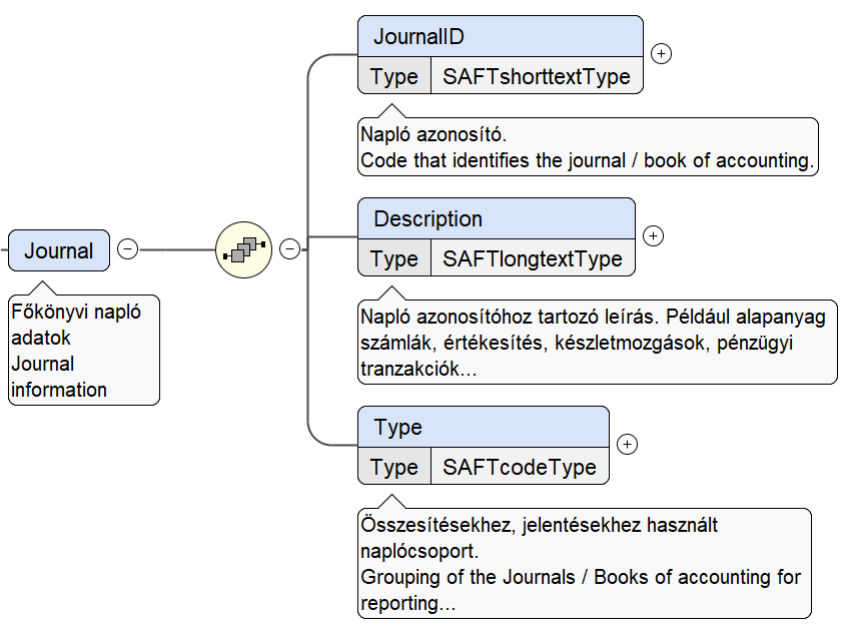 Journal
Főkönyvi napló
adatok
Journal
information
JournalID
Type SAFTshorttextType
Napló azonosító.
Code that identifies the journal / book of accounting.
Description
Type SAFTlongtextType
Napló azonosítóhoz tartozó leírás. Például alapanyag
számlák, értékesítés, készletmozgások, pénzügyi
tranzakciók...
Type
Type SAFTcodeType
Összesítésekhez, jelentésekhez használt
naplócsoport.
Grouping of the Journals / Books of accounting for
reporting...